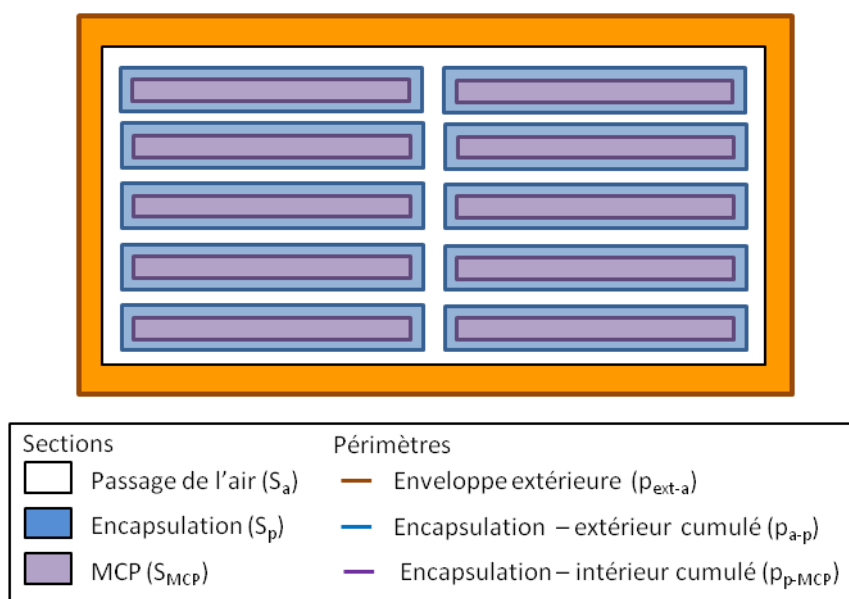 Sections Périmètres
Passage de l'air (Sa) Enveloppe extérieure (pext-a)
Encapsulation (Sp) Encapsulation – extérieur cumulé (pa-p)
MCP (SMCP) Encapsulation – intérieur cumulé (pp-MCP)